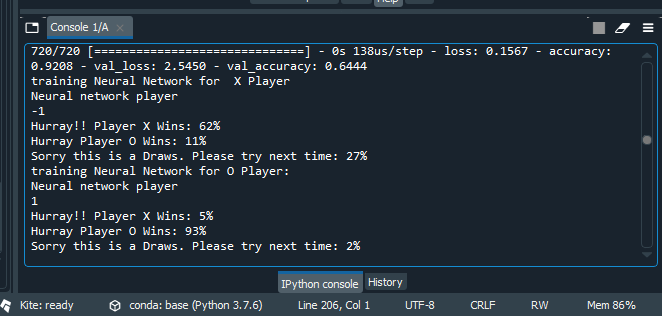 Help
Console 1/A
720/720 [==============================] - 0s 138us/step - loss: 0.1567 - accuracy:
0.9208 - val_loss: 2.5450 - val_accuracy: 0.6444
training Neural Network for  X Player
Neural network player
-1
Hurray!! Player X Wins: 62%
Hurray Player O Wins: 11%
Sorry this is a Draws. Please try next time: 27%
training Neural Network for O Player:
Neural network player
1
Hurray!! Player X Wins: 5%
Hurray Player O Wins: 93%
Sorry this is a Draws. Please try next time: 2%
IPython console History
Kite: ready conda: base (Python 3.7.6) Line 206, Col 1 UTF-8 CRLF RW Mem 86%